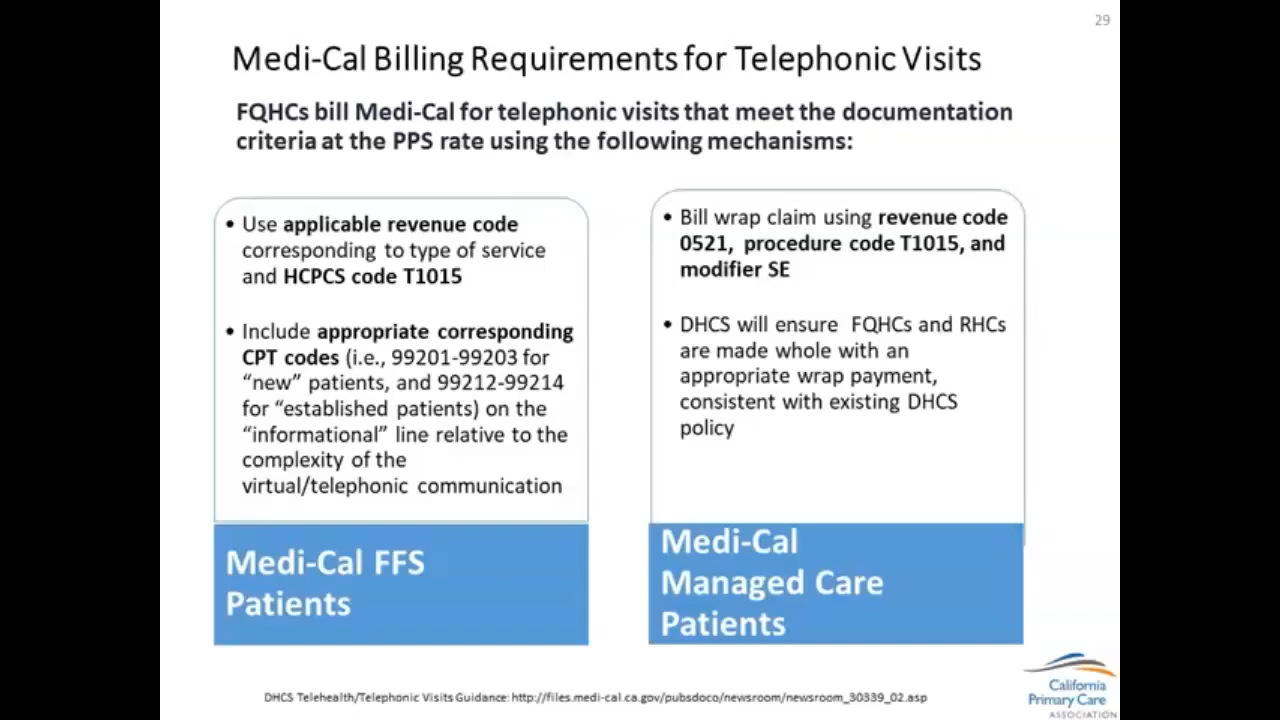 29
Medi-Cal Billing Requirements for Telephonic Visits
FQHCs bill Medi-Cal for telephonic visits that meet the documentation
criteria at the PPS rate using the following mechanisms:
• Use applicable revenue code
corresponding to type of service
and HCPCS code T1015
• Include appropriate corresponding
CPT codes (i.e., 99201-99203 for
“new” patients, and 99212-99214
for “established patients) on the
“informational” line relative to the
complexity of the
virtual/telephonic communication
Medi-Cal FFS
Patients
• Bill wrap claim using revenue code
0521, procedure code T1015, and
modifier SE
• DHCS will ensure FQHCs and RHCs
are made whole with an
appropriate wrap payment,
consistent with existing DHCS
policy
Medi-Cal
Managed Care
Patients
DHCS Telehealth/Telephonic Visits Guidance: http://files.medi-cal.ca.gov/pubsdoco/newsroom/newsroom_30339_02.asp
California
Primary Care
ASSOCIATION